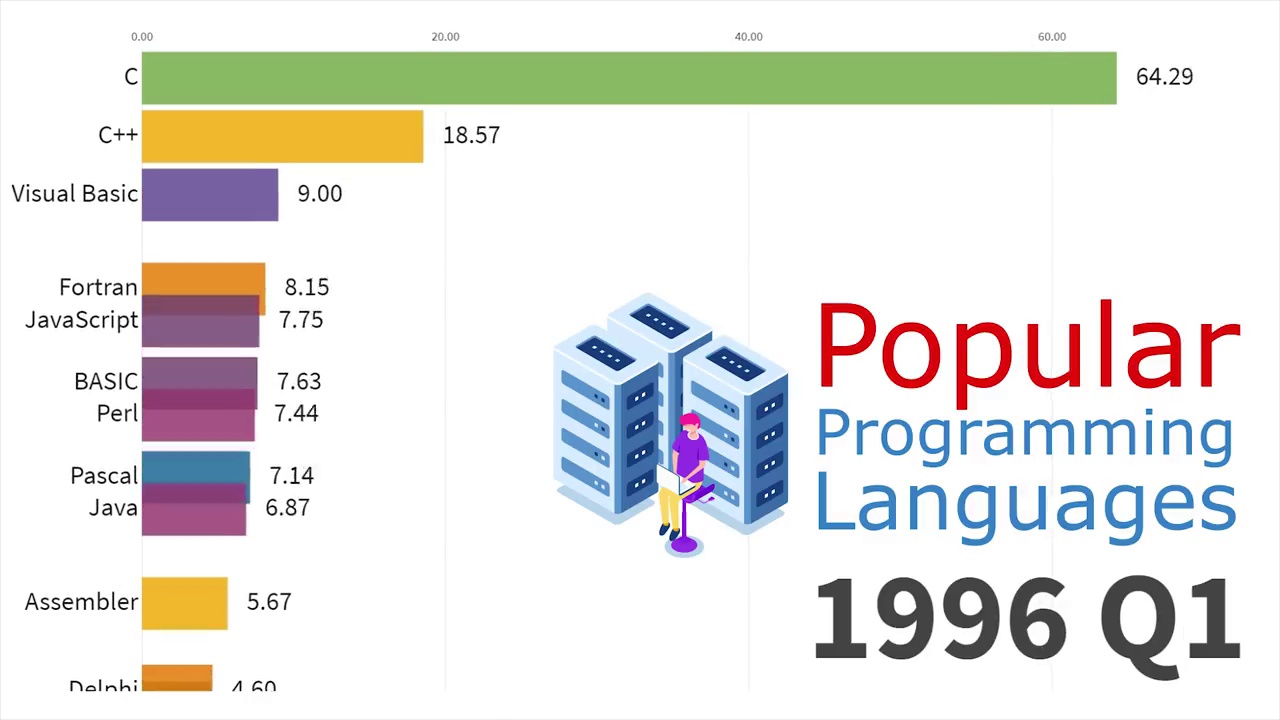 0.00 20.00 40.00 60.00
C 64.29
C++ 18.57
Visual Basic 9.00
Fortran 8.15
JavaScript 7.75
BASIC 7.63
Perl 7.44
Pascal 7.14
Java 6.87
Assembler 5.67
Delphi 4.60
Popular
Programming
Languages
1996 Q1